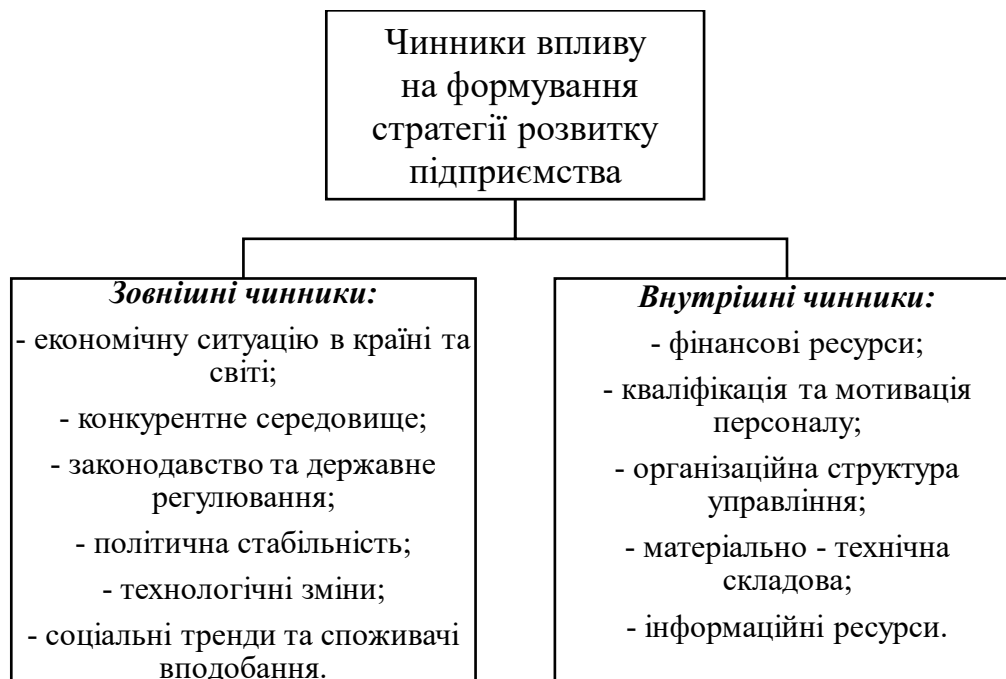 Чинники впливу
на формування
стратегії розвитку
підприємства
Зовнішні чинники:
- економічну ситуацію в країні та
світі;
- конкурентне середовище;
- законодавство та державне
регулювання;
- політична стабільність;
- технологічні зміни;
- соціальні тренди та споживачі
вподобання.
Внутрішні чинники:
- фінансові ресурси;
- кваліфікація та мотивація
персоналу;
- організаційна структура
управління;
- матеріально - технічна
складова;
- інформаційні ресурси.